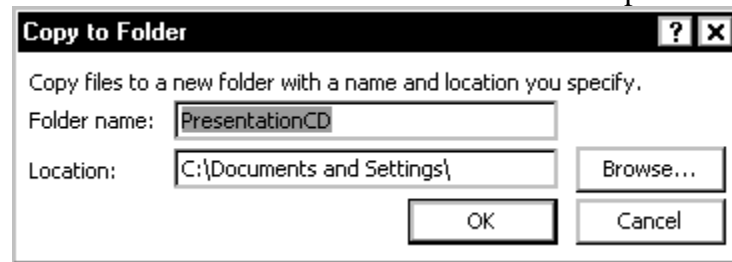 Copy to Folder ? X
Copy files to a new folder with a name and location you specify.
Folder name: PresentationCD
Location: C:\Documents and Settings\ Browse...
OK Cancel